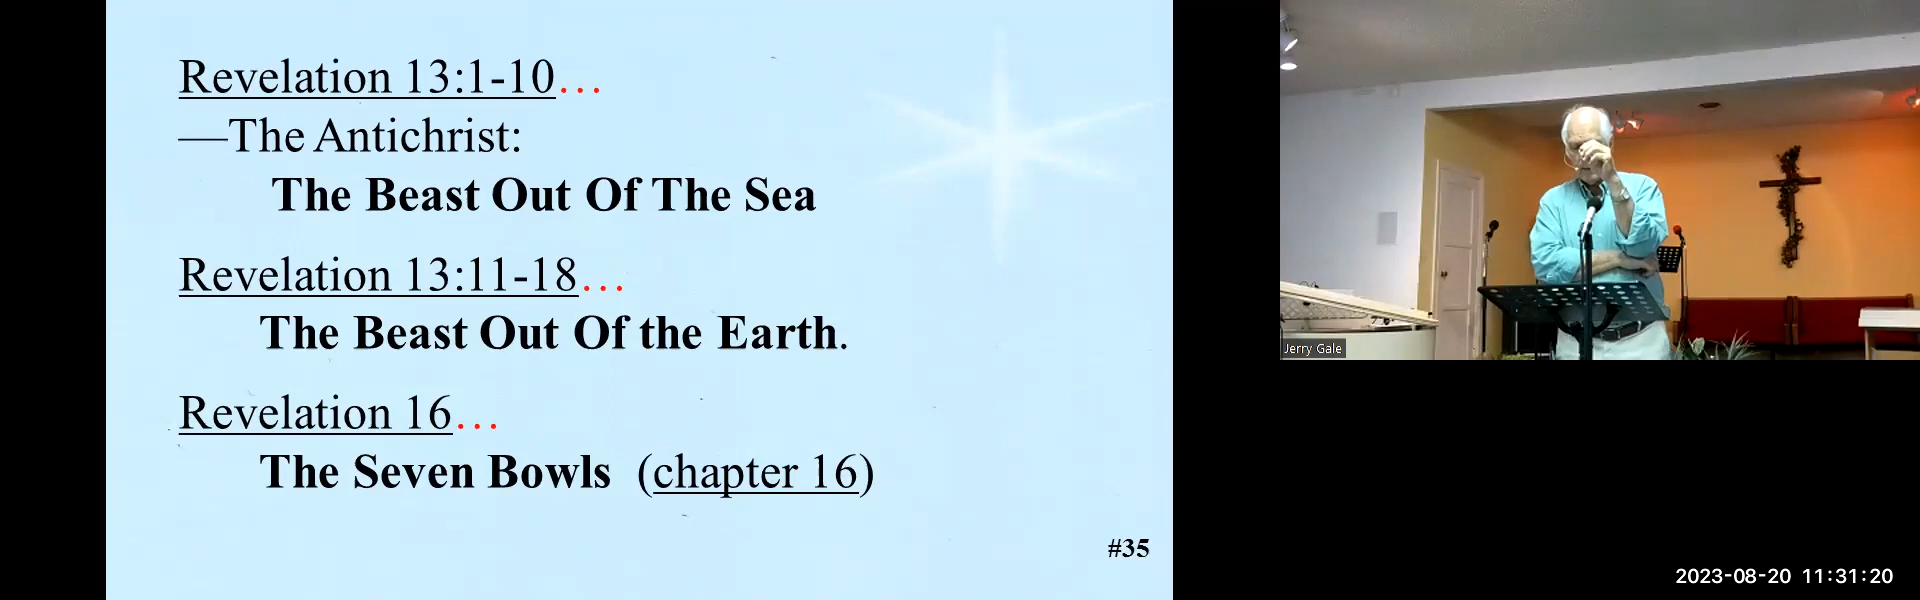 Revelation 13:1-10…
—The Antichrist:
The Beast Out Of The Sea
Revelation 13:11-18…
The Beast Out Of the Earth.
Revelation 16…
The Seven Bowls (chapter 16)
#35
Jerry Gale
2023-08-20 11:31:20